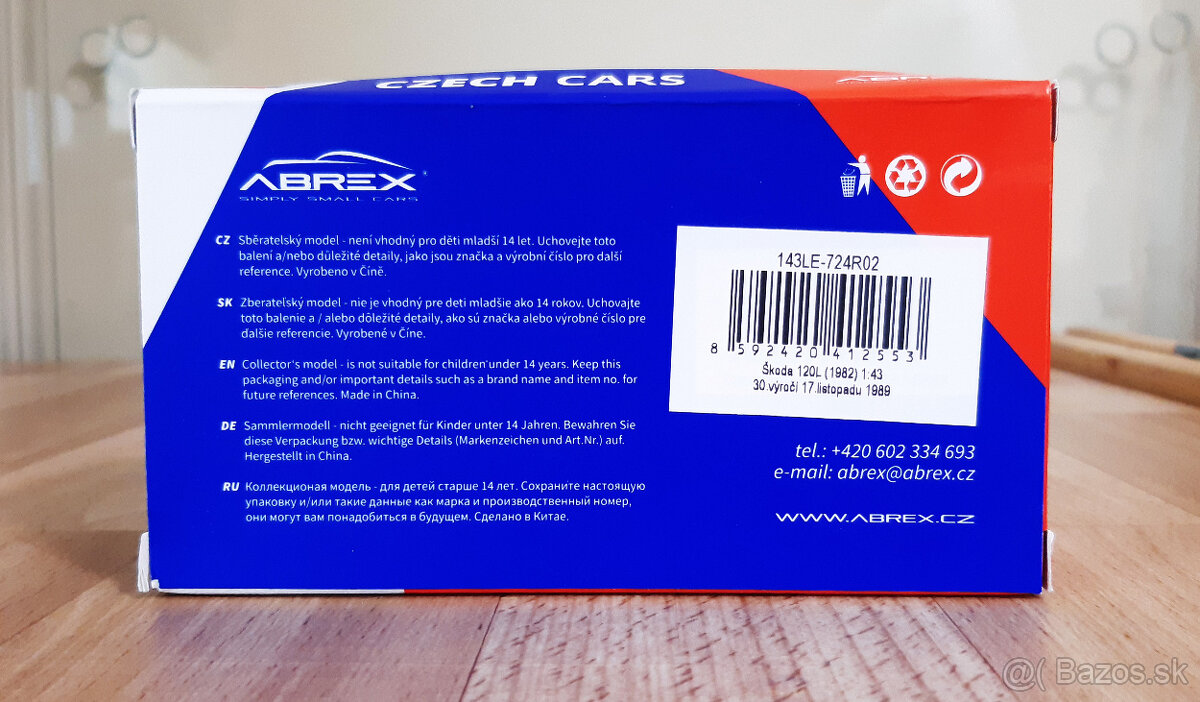 CZECH CARS
ABREX
ABREX
SIMPLY SMALL CARS
CZ Sběratelský model - není vhodný pro děti mladší 14 let. Uchovejte toto
balení a/nebo důležité detaily, jako jsou značka a výrobní číslo pro další
reference. Vyrobeno v Číně.
SK Zberateľský model - nie je vhodný pre deti mladšie ako 14 rokov. Uchovajte
toto balenie a / alebo dôležité detaily, ako sú značka alebo výrobné číslo pre
ďalšie referencie. Vyrobené v Číne.
EN Collector's model - is not suitable for children under 14 years. Keep this
packaging and/or important details such as a brand name and item no. for
future references. Made in China.
DE Sammlermodell - nicht geeignet für Kinder unter 14 Jahren. Bewahren Sie
diese Verpackung bzw. wichtige Details (Markenzeichen und Art.Nr.) auf.
Hergestellt in China.
RU Коллекционая модель - для детей старше 14 лет. Сохраните настоящую
упаковку и/или такие данные как марка и производственный номер,
они могут вам понадобиться в будущем. Сделано в Китае.
143LE-724R02
8 592420 412553
Škoda 120L (1982) 1:43
30.výročí 17.listopadu 1989
tel.: +420 602 334 693
e-mail: abrex@abrex.cz
WWW.ABREX.CZ
@( Bazos.sk